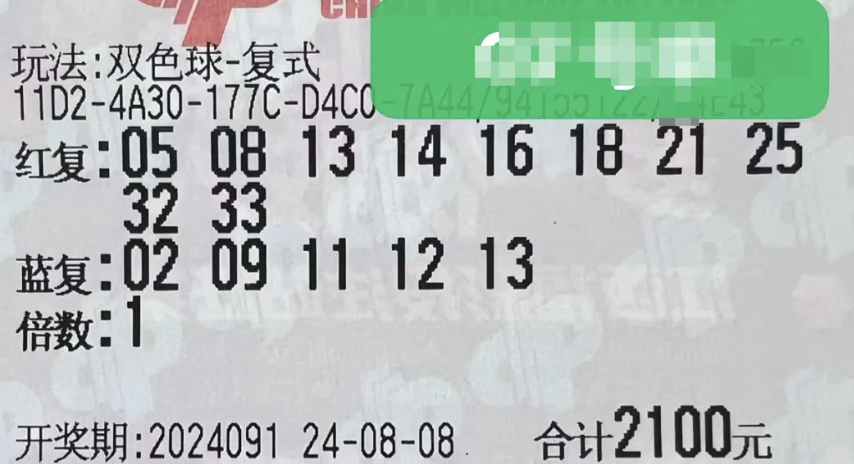 玩法:双色球-复式
11D2-4A30-177C-D4C0-7A44/94155122/
红复:05 08 13 14 16 18 21 25
32 33
蓝复:02 09 11 12 13
倍数:1
开奖期:2024091 24-08-08 合计2100元